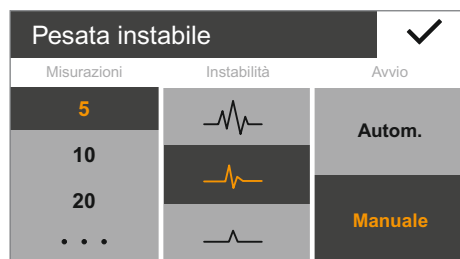 Pesata instabile
Misurazioni Instabilità Avvio
5
10
20
...
Autom.
Manuale